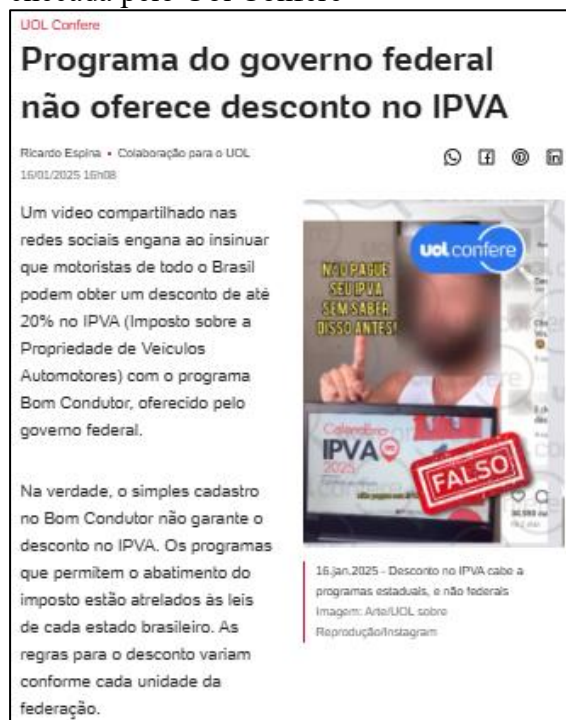 UOL Confere
Programa do governo federal
não oferece desconto no IPVA
Ricardo Espina • Colaboração para o UOL
16/01/2025 16h08
Um vídeo compartilhado nas
redes sociais engana ao insinuar
que motoristas de todo o Brasil
podem obter um desconto de até
20% no IPVA (Imposto sobre a
Propriedade de Veículos
Automotores) com o programa
Bom Condutor, oferecido pelo
governo federal.
Na verdade, o simples cadastro
no Bom Condutor não garante o
desconto no IPVA. Os programas
que permitem o abatimento do
imposto estão atrelados às leis
de cada estado brasileiro. As
regras para o desconto variam
conforme cada unidade da
federação.
uol confere
NÃO PAGUE
SEU IPVA
SEM SABER
DISSO ANTES!
Calendário
IPVA
2025
FALSO
16.jan.2025 - Desconto no IPVA cabe a
programas estaduais, e não federais
Imagem: Arte/UOL sobre
Reprodução/Instagram